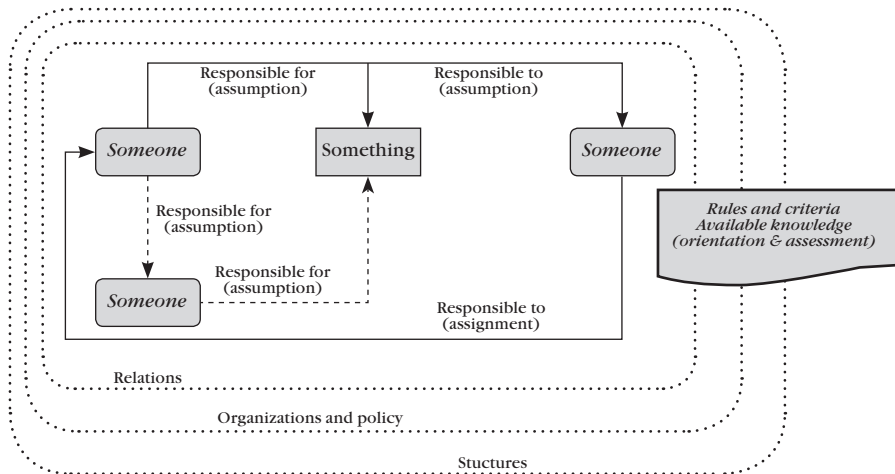 Responsible for
(assumption)
Responsible to
(assumption)
Someone
Something
Someone
Responsible for
(assumption)
Rules and criteria
Available knowledge
(orientation & assessment)
Responsible for
(assumption)
Someone
Responsible to
(assignment)
Relations
Organizations and policy
Stuctures